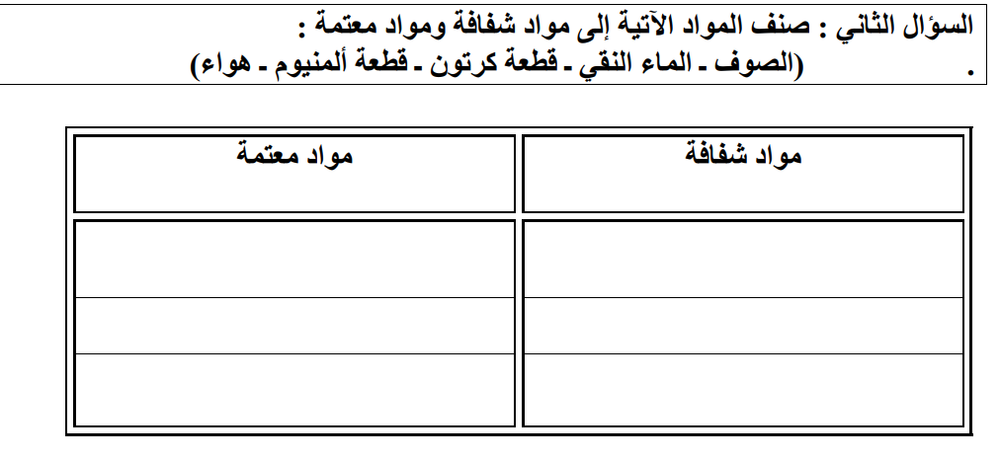 السؤال الثاني : صنف المواد الآتية إلى مواد شفافة ومواد معتمة :
. (الصوف ـ الماء النقي ـ قطعة كرتون ـ قطعة ألمنيوم ـ هواء)
مواد شفافة
مواد معتمة